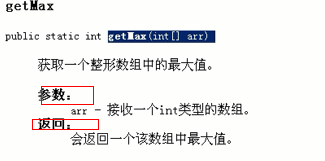 getMax
public static int getMax(int[] arr)
获取一个整形数组中的最大值。
参数：
arr - 接收一个int类型的数组。
返回：
会返回一个该数组中最大值。